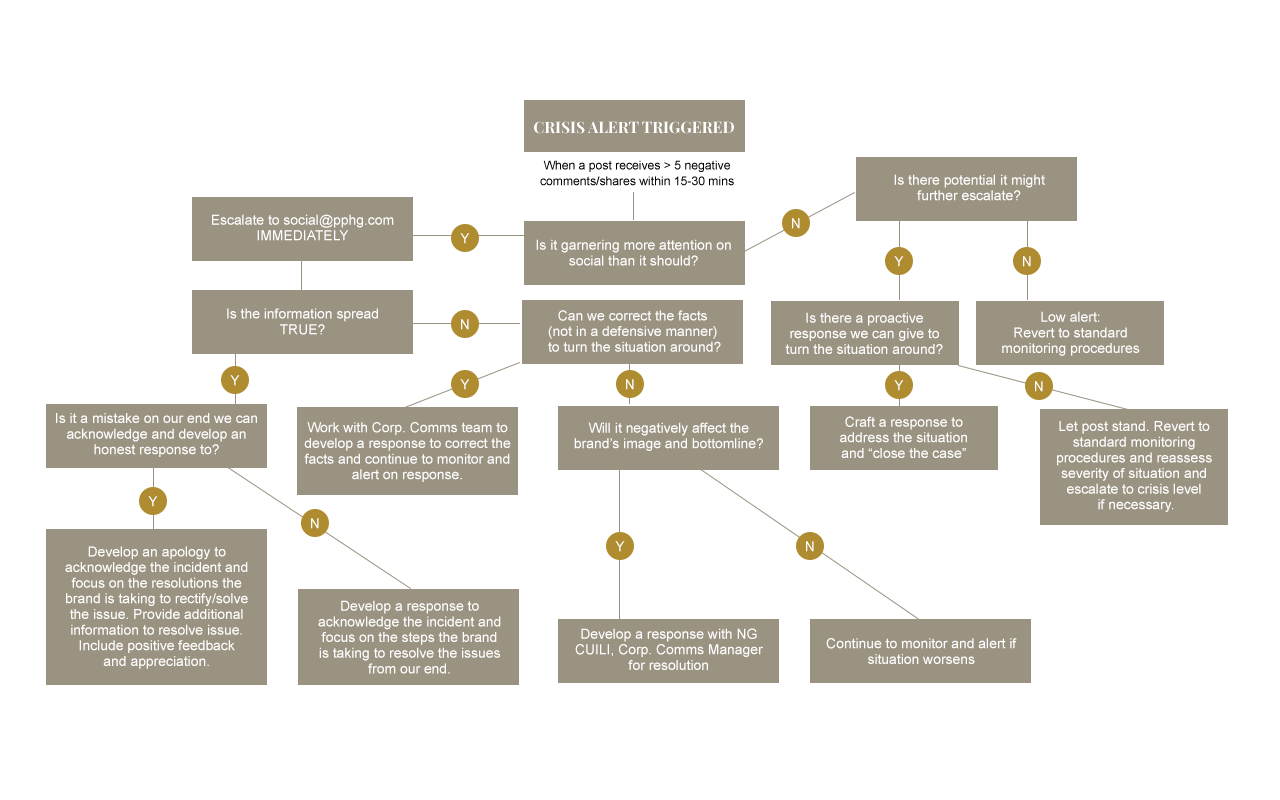 CRISIS ALERT TRIGGERED
When a post receives > 5 negative
comments/shares within 15-30 mins
Is it garnering more attention on
social than it should?
Y
Escalate to social@pphg.com
IMMEDIATELY
Is the information spread
TRUE?
Y
Is it a mistake on our end we can
acknowledge and develop an
honest response to?
Y
Develop an apology to
acknowledge the incident and
focus on the resolutions the
brand is taking to rectify/solve
the issue. Provide additional
information to resolve issue.
Include positive feedback
and appreciation.
N
Develop a response to
acknowledge the incident and
focus on the steps the brand
is taking to resolve the issues
from our end.
N
Can we correct the facts
(not in a defensive manner)
to turn the situation around?
Y
Work with Corp. Comms team to
develop a response to correct the
facts and continue to monitor and
alert on response.
N
Will it negatively affect the
brand's image and bottomline?
Y
Develop a response with NG
CUILI, Corp. Comms Manager
for resolution
N
Continue to monitor and alert if
situation worsens
N
Is there potential it might
further escalate?
Y
Is there a proactive
response we can give to
turn the situation around?
Y
Craft a response to
address the situation
and “close the case”
N
Let post stand. Revert to
standard monitoring
procedures and reassess
severity of situation and
escalate to crisis level
if necessary.
N
Low alert:
Revert to standard
monitoring procedures